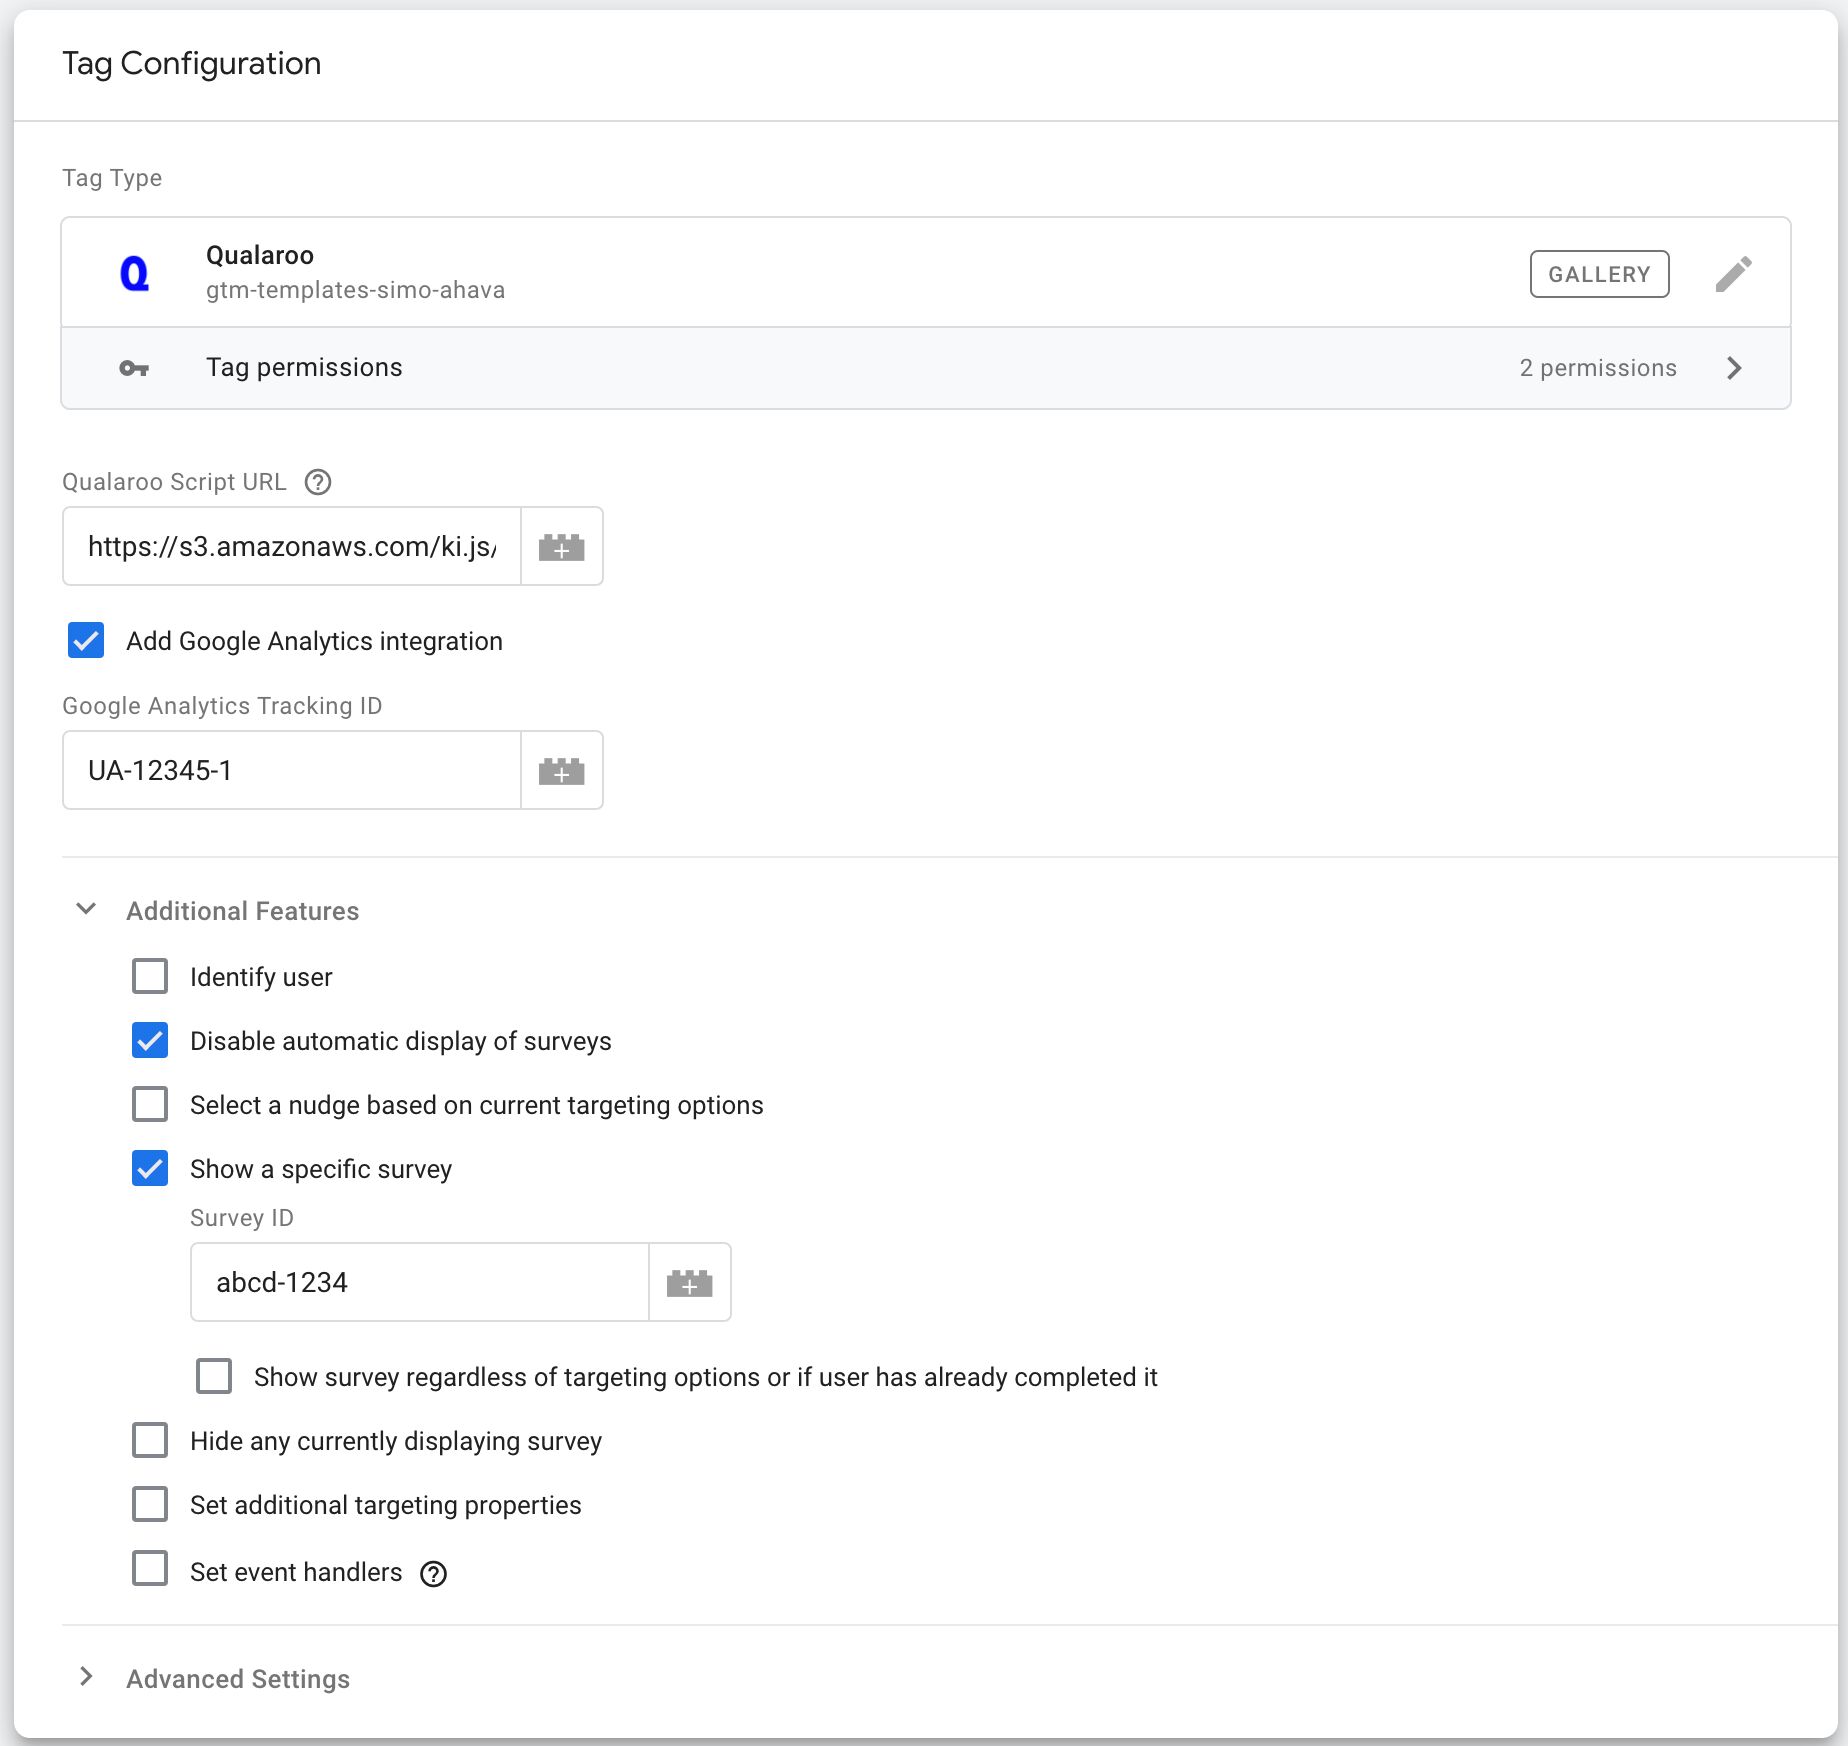 Tag Configuration
Tag Type
Q
Qualaroo
gtm-templates-simo-ahava
GALLERY
Tag permissions
2 permissions
Qualaroo Script URL
https://s3.amazonaws.com/ki.js/
Add Google Analytics integration
Google Analytics Tracking ID
UA-12345-1
Additional Features
Identify user
Disable automatic display of surveys
Select a nudge based on current targeting options
Show a specific survey
Survey ID
abcd-1234
Show survey regardless of targeting options or if user has already completed it
Hide any currently displaying survey
Set additional targeting properties
Set event handlers
Advanced Settings